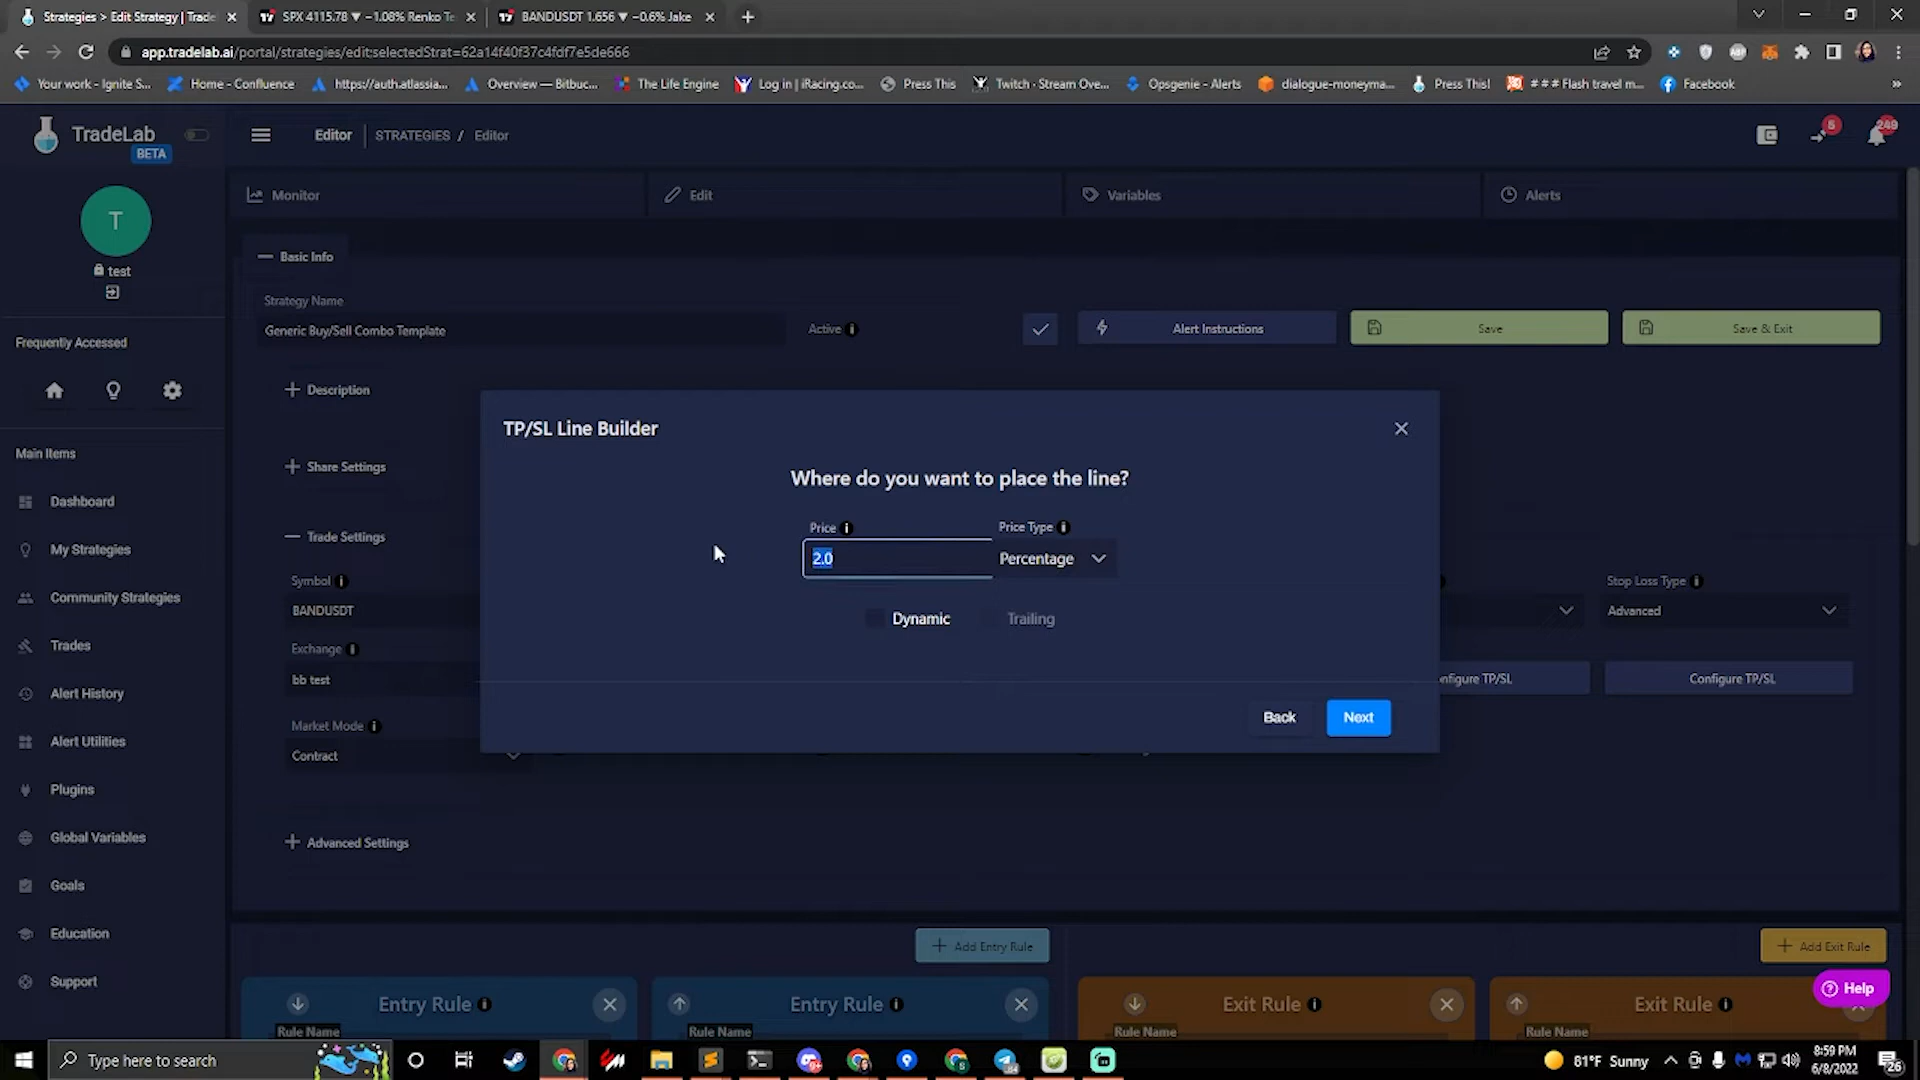 Strategies > Edit Strategy | Trade
SPX 4115.78 ▼ −1.08% Renko Te
BANDUSDT 1.656 ▼ −0.6% Jake
app.tradelab.ai/portal/strategies/edit;selectedStrat=62a14f40f37c4fdf7e5de666
Your work - Ignite S...
Home - Confluence
https://auth.atlassia...
Overview — Bitbuc...
The Life Engine
Log in | iRacing.co...
Press This
Twitch · Stream Ove...
Opsgenie - Alerts
dialogue-moneyma...
Press This!
# # # Flash travel m...
Facebook
»
TradeLab
BETA
Editor
STRATEGIES / Editor
5
249
T
test
Monitor
Edit
Variables
Alerts
Basic Info
Strategy Name
Generic Buy/Sell Combo Template
Active
Alert Instructions
Save
Save & Exit
Frequently Accessed
Description
Share Settings
Trade Settings
Symbol
BANDUSDT
Exchange
bb test
Market Mode
Contract
Advanced Settings
TP/SL Line Builder
Where do you want to place the line?
Price
Price Type
2.0
Percentage
Dynamic
Trailing
Back
Next
Stop Loss Type
Advanced
nfigure TP/SL
Configure TP/SL
Main Items
Dashboard
My Strategies
Community Strategies
Trades
Alert History
Alert Utilities
Plugins
Global Variables
Goals
Education
Support
Add Entry Rule
Add Exit Rule
Entry Rule
Entry Rule
Exit Rule
Exit Rule
Rule Name
Rule Name
Rule Name
Rule Name
Help
Type here to search
81°F Sunny
8:59 PM
6/8/2022
26